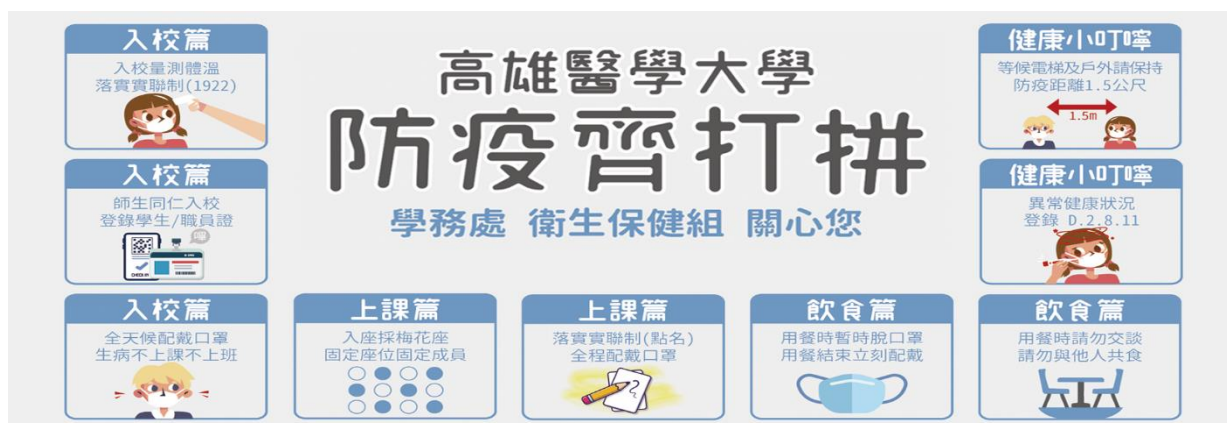 入校篇
入校量測體溫
落實實聯制(1922)
高雄醫學大學
防疫齊打拼
學務處 衛生保健組 關心您
健康小叮嚀
等候電梯及戶外請保持
防疫距離1.5公尺
1.5m
入校篇
師生同仁入校
登錄學生/職員證
CHECK IN
健康小叮嚀
異常健康狀況
登錄 D.2.8.11
入校篇
全天候配戴口罩
生病不上課不上班
上課篇
入座採梅花座
固定座位固定成員
上課篇
落實實聯制(點名)
全程配戴口罩
飲食篇
用餐時暫時脫口罩
用餐結束立刻配戴
飲食篇
用餐時請勿交談
請勿與他人共食